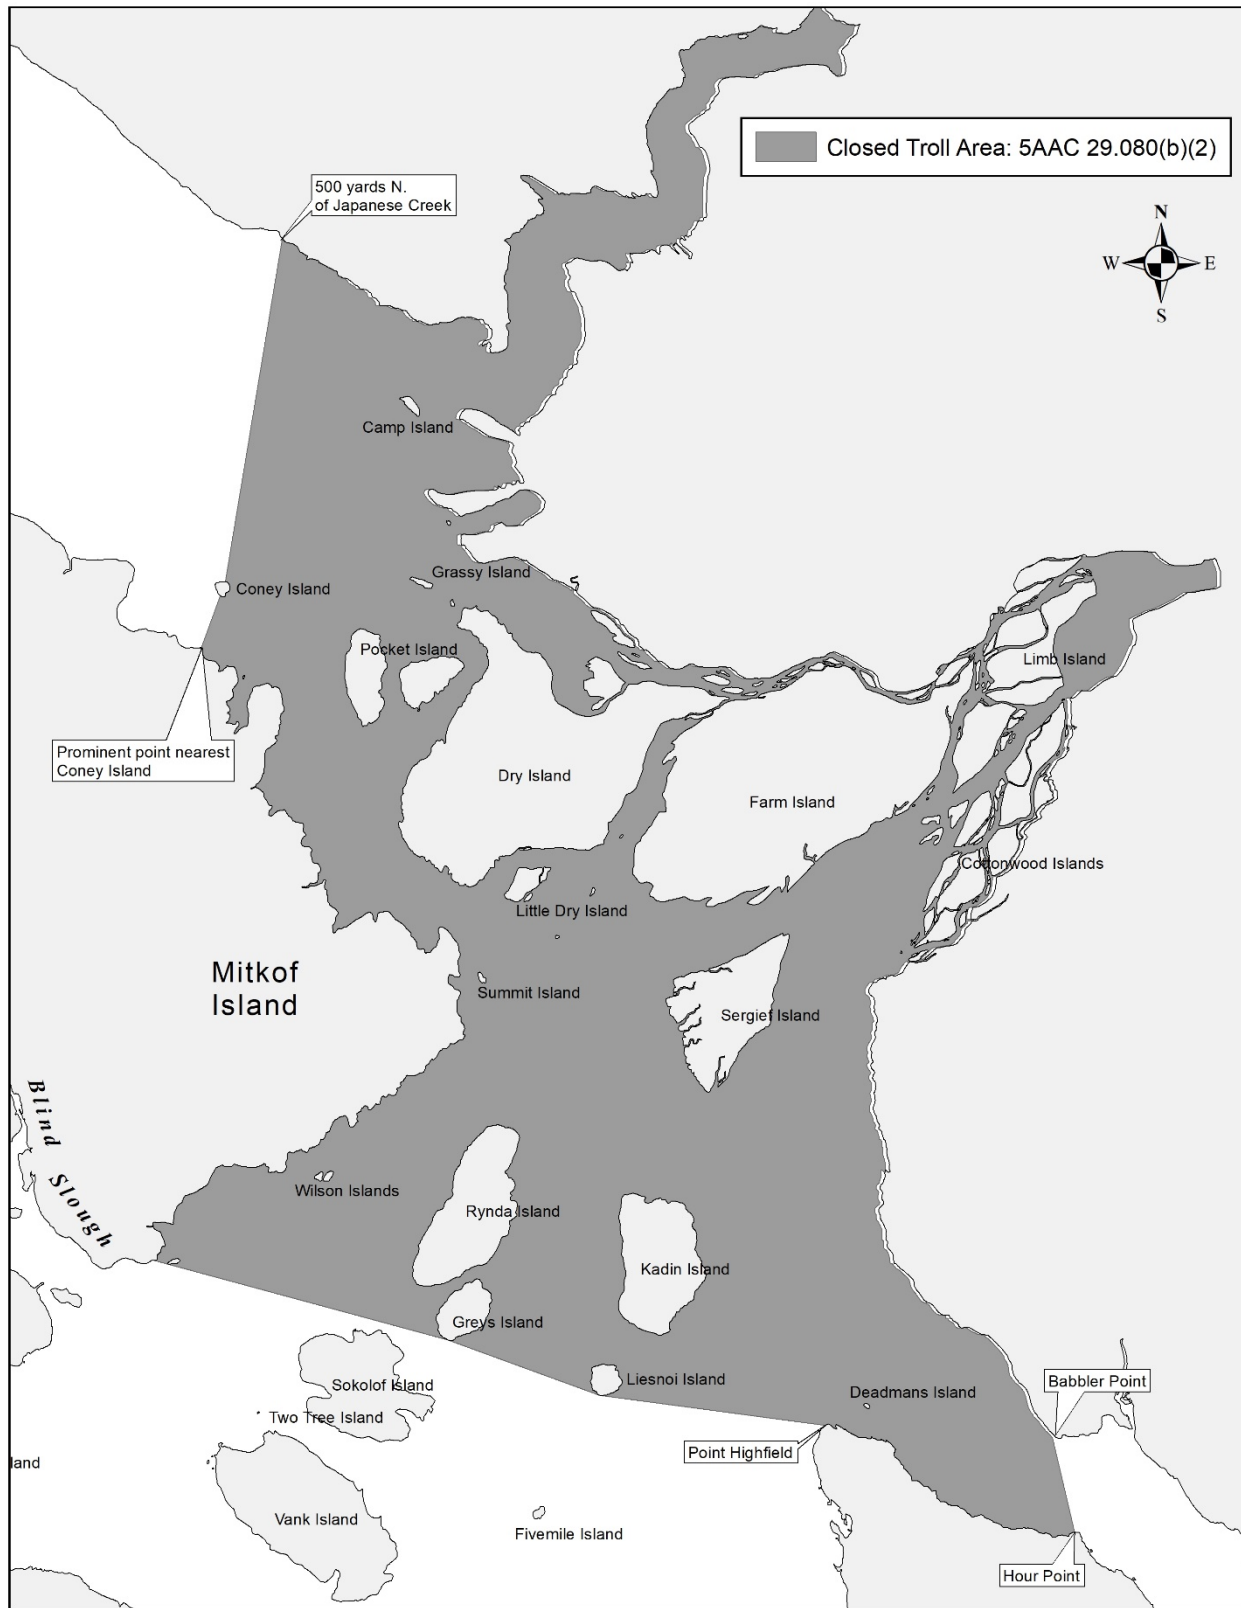 Closed Troll Area: 5AAC 29.080(b)(2)
500 yards N.
of Japanese Creek
N
W
E
S
Camp Island
Grassy Island
Coney Island
Pocket Island
Limb Island
Prominent point nearest
Coney Island
Dry Island
Farm Island
Cottonwood Islands
Little Dry Island
Mitkof
Island
Summit Island
Sergief Island
Blind Slough
Wilson Islands
Rynda Island
Kadin Island
Greys Island
Liesnoi Island
Sokolof Island
Deadmans Island
Babbler Point
Two Tree Island
Point Highfield
land
Vank Island
Fivemile Island
Hour Point